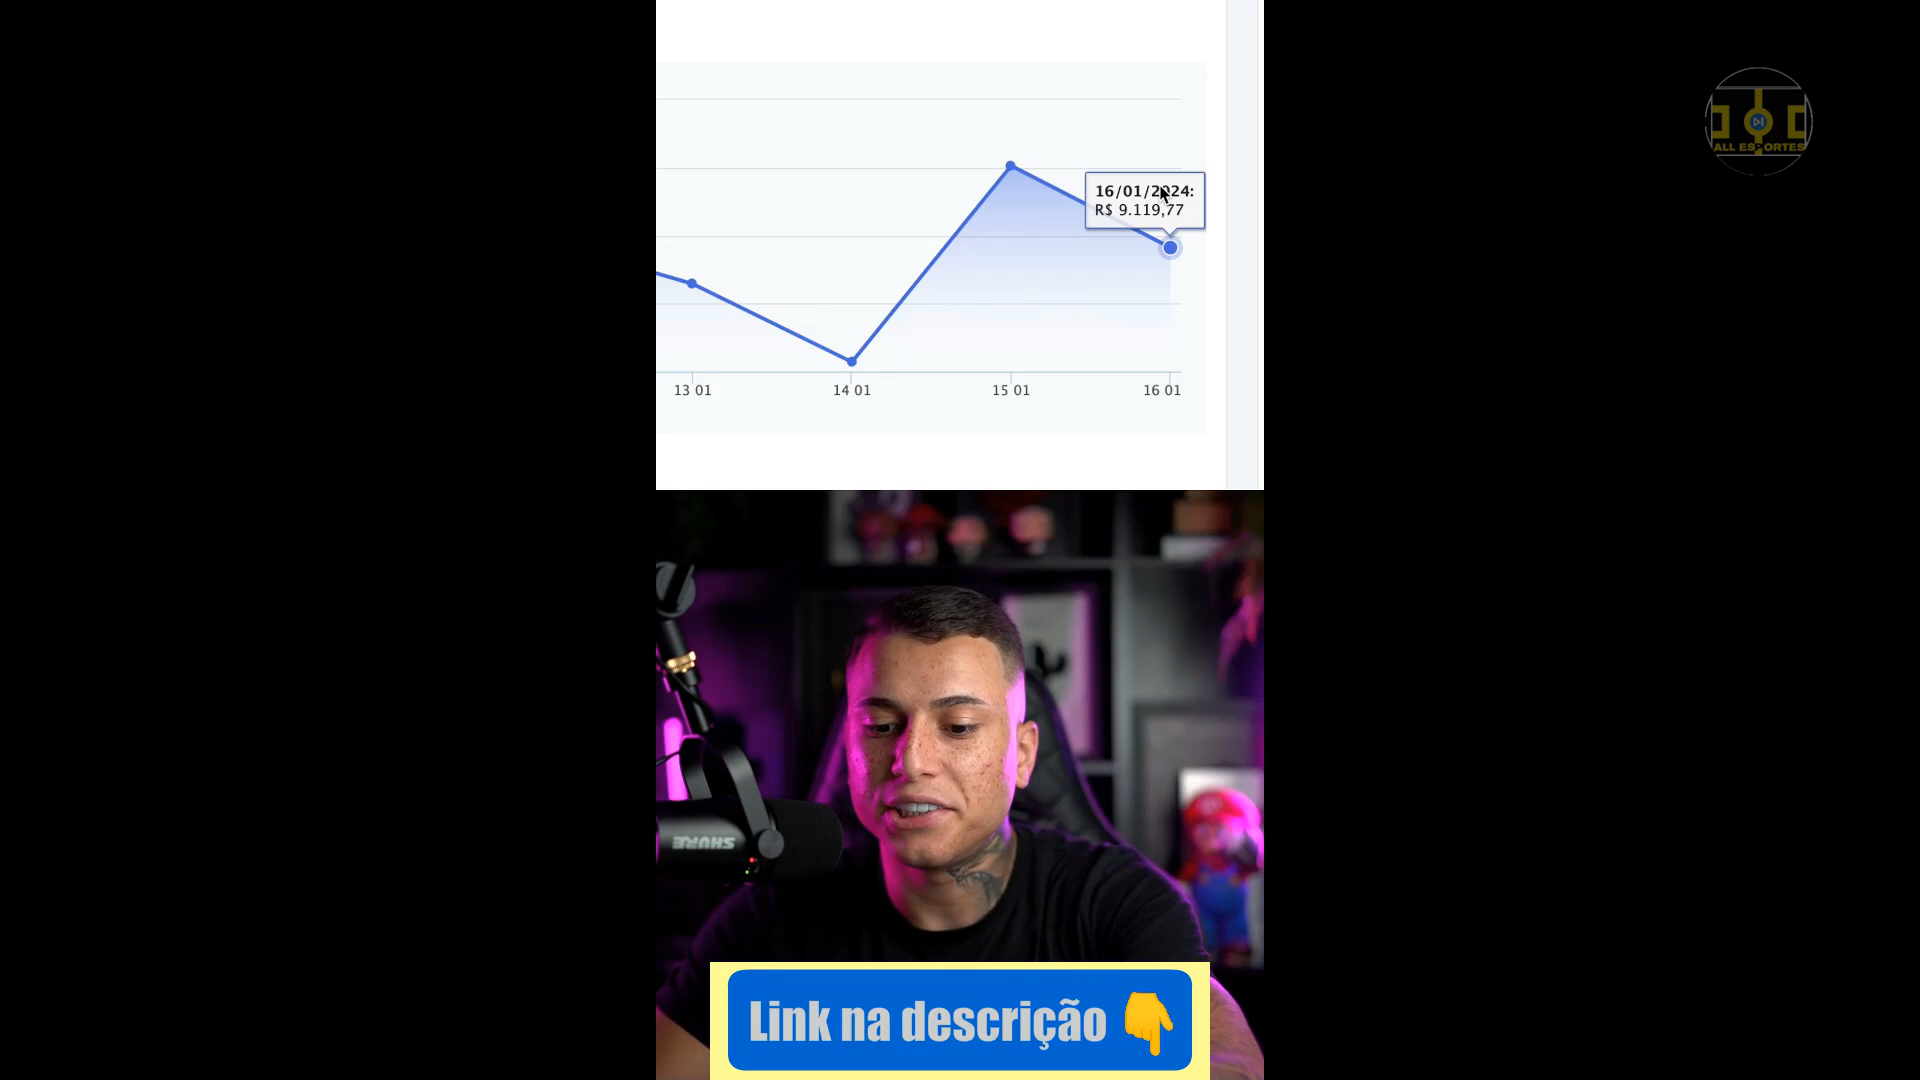 ALL ESPORTES
16/01/2024:
R$ 9.119,77
13 01
14 01
15 01
16 01
SHURE
Link na descrição